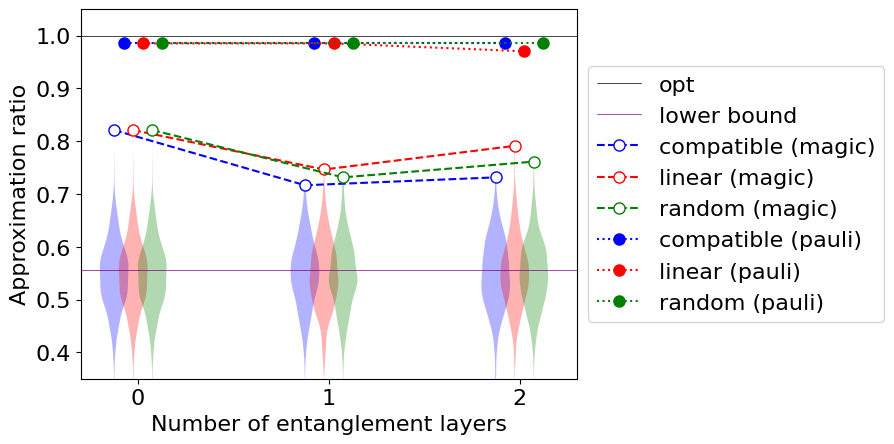 1.0
0.9
0.8
0.7
0.6
0.5
0.4
Approximation ratio
0 1 2
Number of entanglement layers
opt
lower bound
compatible (magic)
linear (magic)
random (magic)
compatible (pauli)
linear (pauli)
random (pauli)